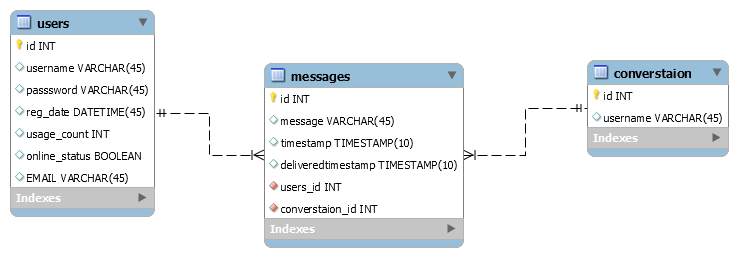 users
id INT
username VARCHAR(45)
passsword VARCHAR(45)
reg_date DATETIME(45)
usage_count INT
online_status BOOLEAN
EMAIL VARCHAR(45)
Indexes
messages
id INT
message VARCHAR(45)
timestamp TIMESTAMP(10)
deliveredtimestamp TIMESTAMP(10)
users_id INT
converstaion_id INT
Indexes
converstaion
id INT
username VARCHAR(45)
Indexes